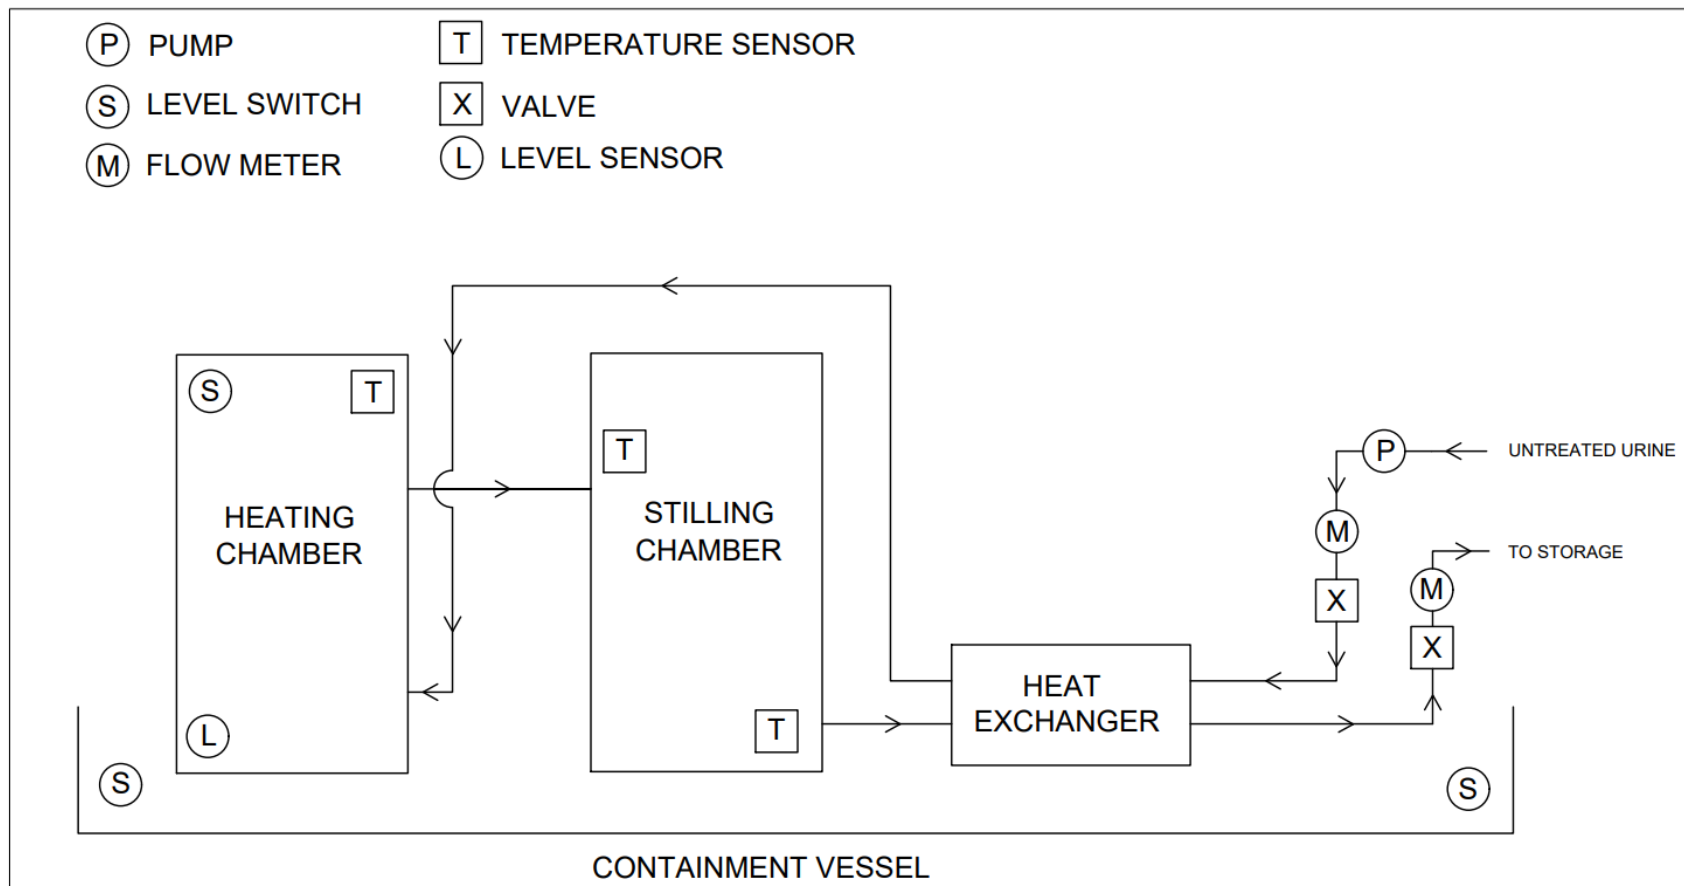 P PUMP
T TEMPERATURE SENSOR
S LEVEL SWITCH
X VALVE
M FLOW METER
L LEVEL SENSOR
S
T
T
P
UNTREATED URINE
HEATING
CHAMBER
STILLING
CHAMBER
M
TO STORAGE
X
M
X
HEAT
EXCHANGER
L
T
S
S
CONTAINMENT VESSEL